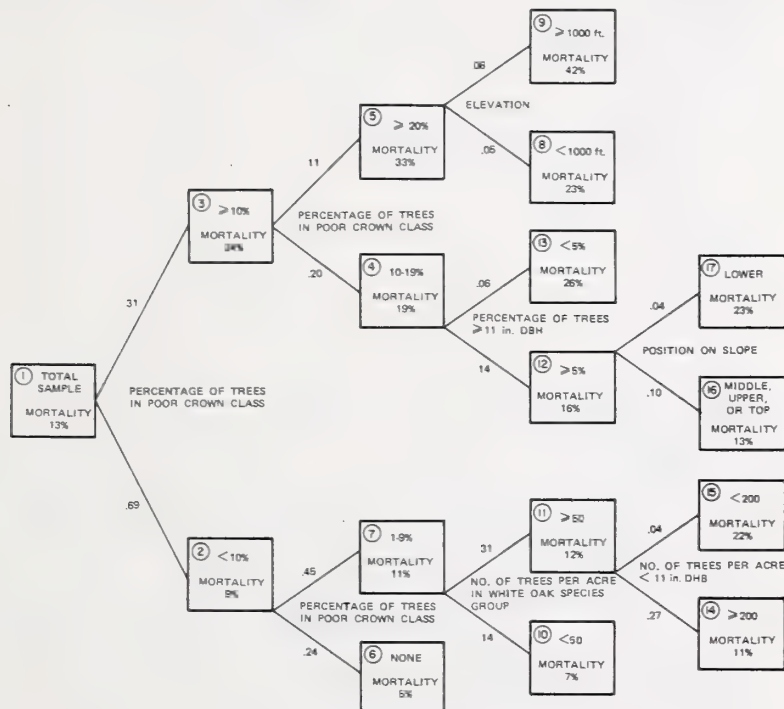 ⑨ ≥1000 ft.
MORTALITY
42%
.06
ELEVATION
⑤ ≥ 20%
MORTALITY
33%
⑧ <1000 ft.
MORTALITY
23%
.05
11
③ ≥10%
MORTALITY
PERCENTAGE OF TREES
IN POOR CROWN CLASS
.20
④ 10-19%
MORTALITY
19%
⑬ <5%
MORTALITY
26%
.06
PERCENTAGE OF TREES
≥11 in. DBH
14
⑫ ≥5%
MORTALITY
16%
⑰ LOWER
MORTALITY
23%
.04
POSITION ON SLOPE
.10
⑯ MIDDLE,
UPPER,
OR TOP
MORTALITY
13%
31
① TOTAL
SAMPLE
MORTALITY
13%
PERCENTAGE OF TREES
IN POOR CROWN CLASS
.69
② <10%
MORTALITY
9%
.45
⑦ 1-9%
MORTALITY
11%
PERCENTAGE OF TREES
IN POOR CROWN CLASS
.24
⑥ NONE
MORTALITY
5%
31
⑪ ≥50
MORTALITY
12%
NO. OF TREES PER ACRE
IN WHITE OAK SPECIES
GROUP
14
⑩ <50
MORTALITY
7%
.04
⑮ <200
MORTALITY
22%
NO. OF TREES PER ACRE
< 11 in. DHB
.27
⑭ ≥200
MORTALITY
11%